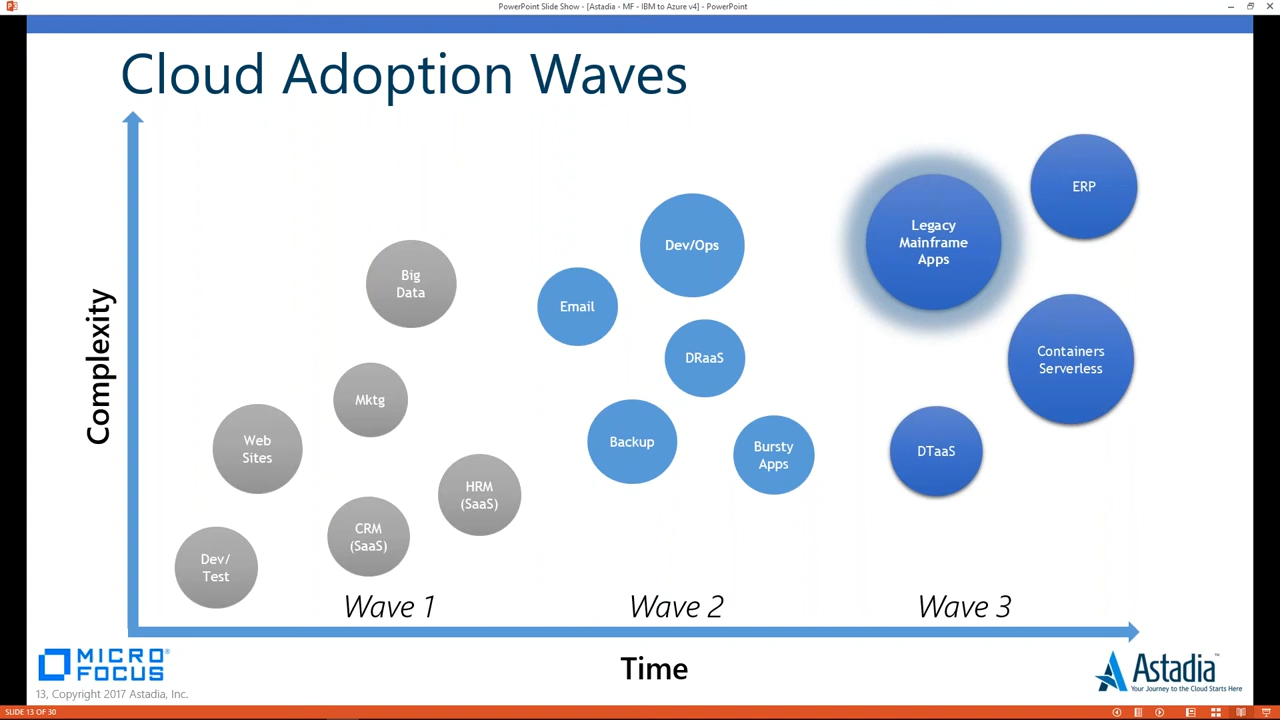 PowerPoint Slide Show - [Astadia - MF - IBM to Azure v4] - PowerPoint
Cloud Adoption Waves
Complexity
Dev/
Test
Web
Sites
Big
Data
Mktg
CRM
(SaaS)
HRM
(SaaS)
Email
Dev/Ops
DRaaS
Backup
Bursty
Apps
Legacy
Mainframe
Apps
ERP
Containers
Serverless
DTaaS
Wave 1
Wave 2
Wave 3
Time
MICRO
FOCUS
13, Copyright 2017 Astadia, Inc.
Astadia™
Your Journey to the Cloud Starts Here
SLIDE 13 OF 30